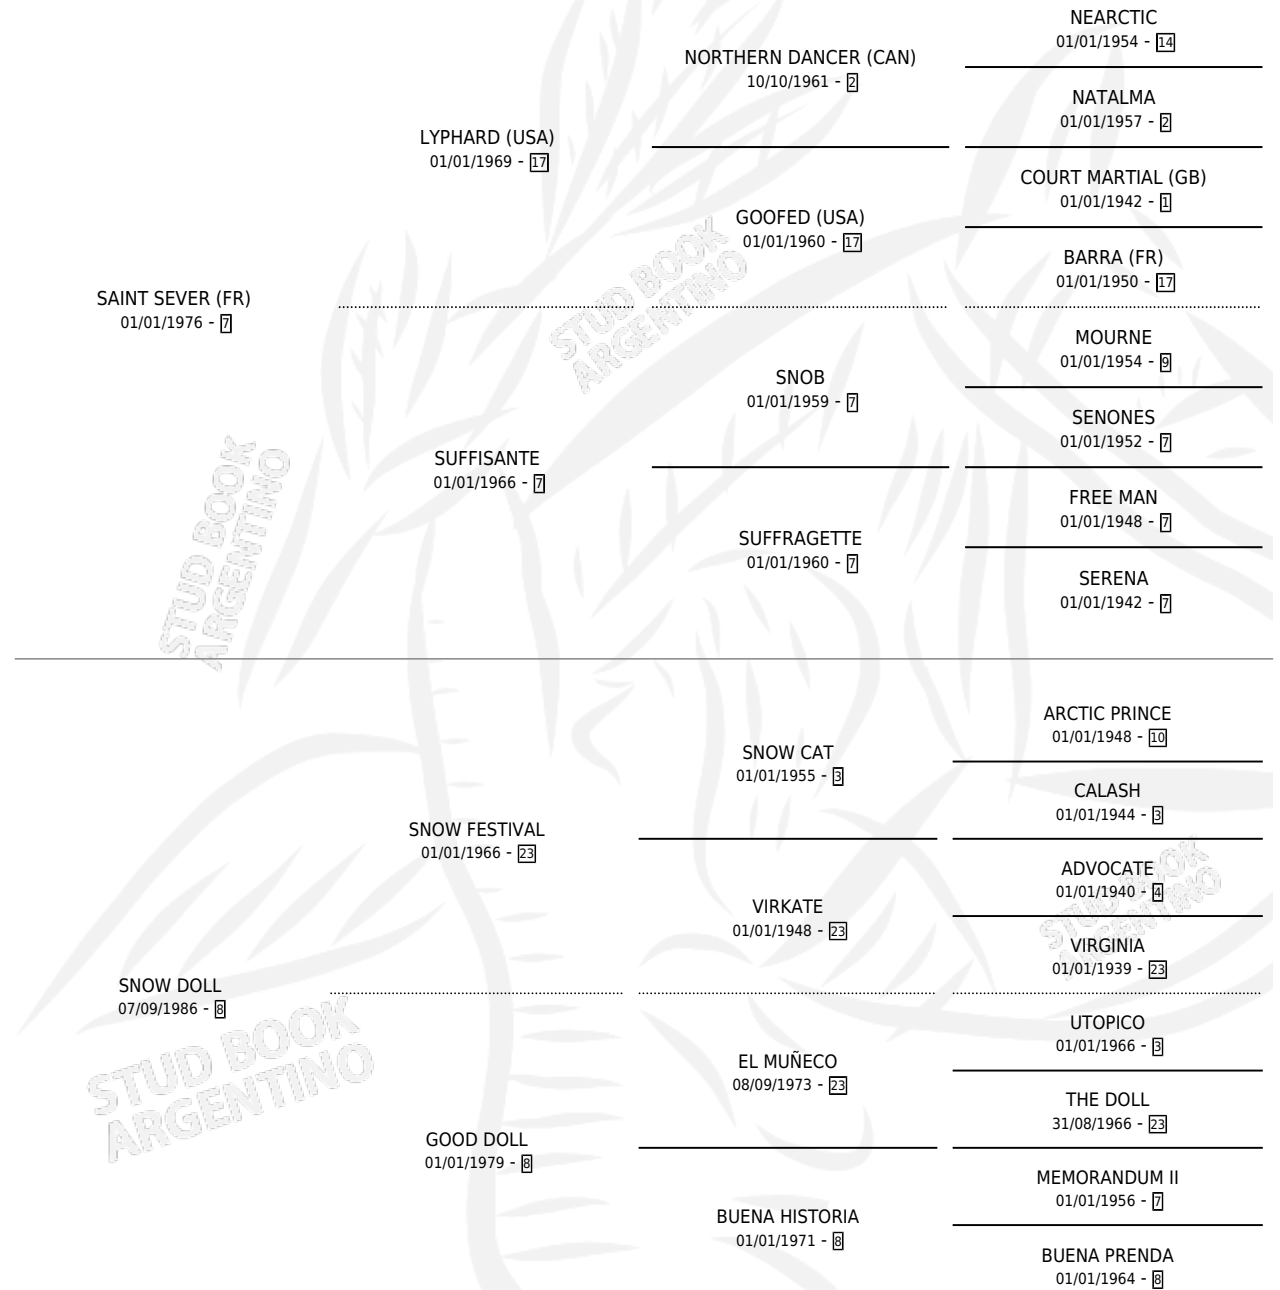 NEARCTIC
01/01/1954 - 14
NORTHERN DANCER (CAN)
10/10/1961 - 2
NATALMA
01/01/1957 - 2
LYPHARD (USA)
01/01/1969 - 17
COURT MARTIAL (GB)
01/01/1942 - 1
GOOFED (USA)
01/01/1960 - 17
BARRA (FR)
01/01/1950 - 17
SAINT SEVER (FR)
01/01/1976 - 7
STUD BOOK
ARGENTINO
MOURNE
01/01/1954 - 9
SNOB
01/01/1959 - 7
SENONES
01/01/1952 - 7
SUFFISANTE
01/01/1966 - 7
FREE MAN
01/01/1948 - 7
SUFFRAGETTE
01/01/1960 - 7
SERENA
01/01/1942 - 7
STUD BOOK
ARGENTINO
ARCTIC PRINCE
01/01/1948 - 10
SNOW CAT
01/01/1955 - 3
CALASH
01/01/1944 - 3
SNOW FESTIVAL
01/01/1966 - 23
ADVOCATE
01/01/1940 - 4
STUD BOOK
ARGENTINO
VIRKATE
01/01/1948 - 23
VIRGINIA
01/01/1939 - 23
SNOW DOLL
07/09/1986 - 8
STUD BOOK
ARGENTINO
UTOPICO
01/01/1966 - 3
EL MUÑECO
08/09/1973 - 23
THE DOLL
31/08/1966 - 23
GOOD DOLL
01/01/1979 - 8
MEMORANDUM II
01/01/1956 - 7
BUENA HISTORIA
01/01/1971 - 8
BUENA PRENDA
01/01/1964 - 8